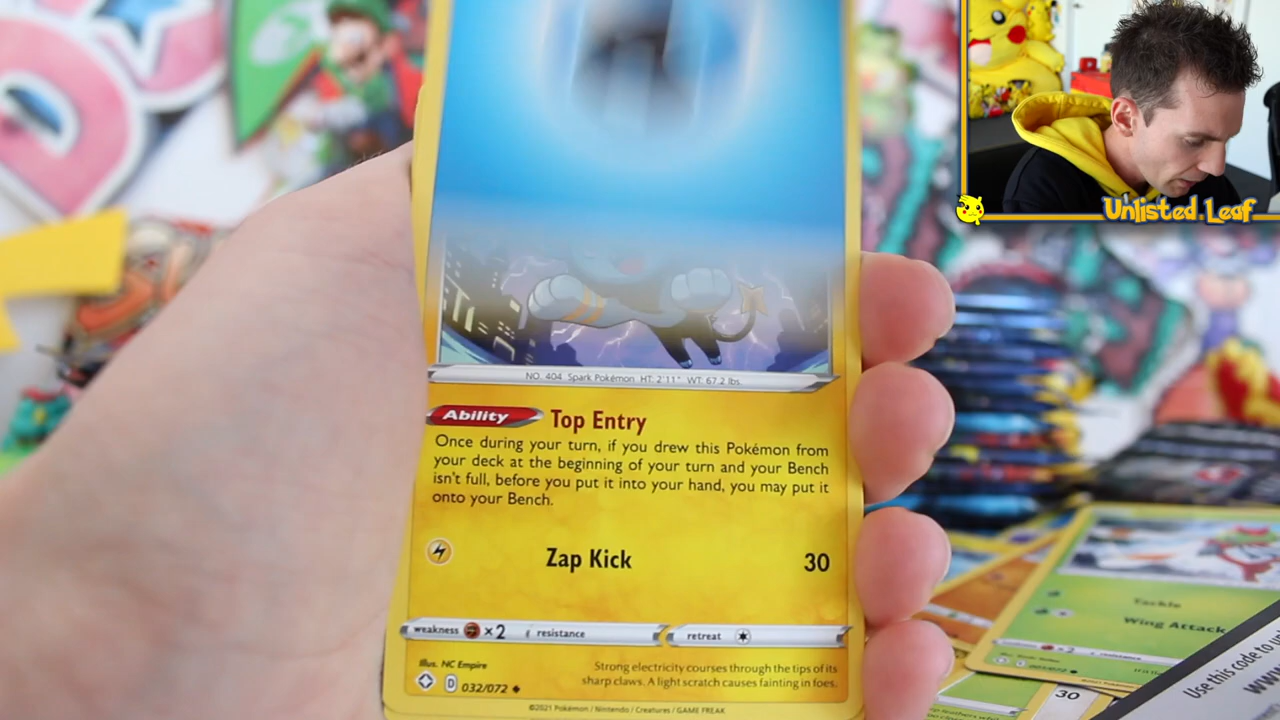 Unlisted Leaf
NO. 404 Spark Pokémon HT: 2'11" WT: 67.2 lbs.
Ability Top Entry
Once during your turn, if you drew this Pokémon from
your deck at the beginning of your turn and your Bench
isn't full, before you put it into your hand, you may put it
onto your Bench.
Zap Kick 30
weakness ×2 resistance retreat
Illus. NC Empire
Strong electricity courses through the tips of its
sharp claws. A light scratch causes fainting in foes.
D 032/072
©2021 Pokémon / Nintendo / Creatures / GAME FREAK
Tackle
Wing Attack
30
Use this code to
www.